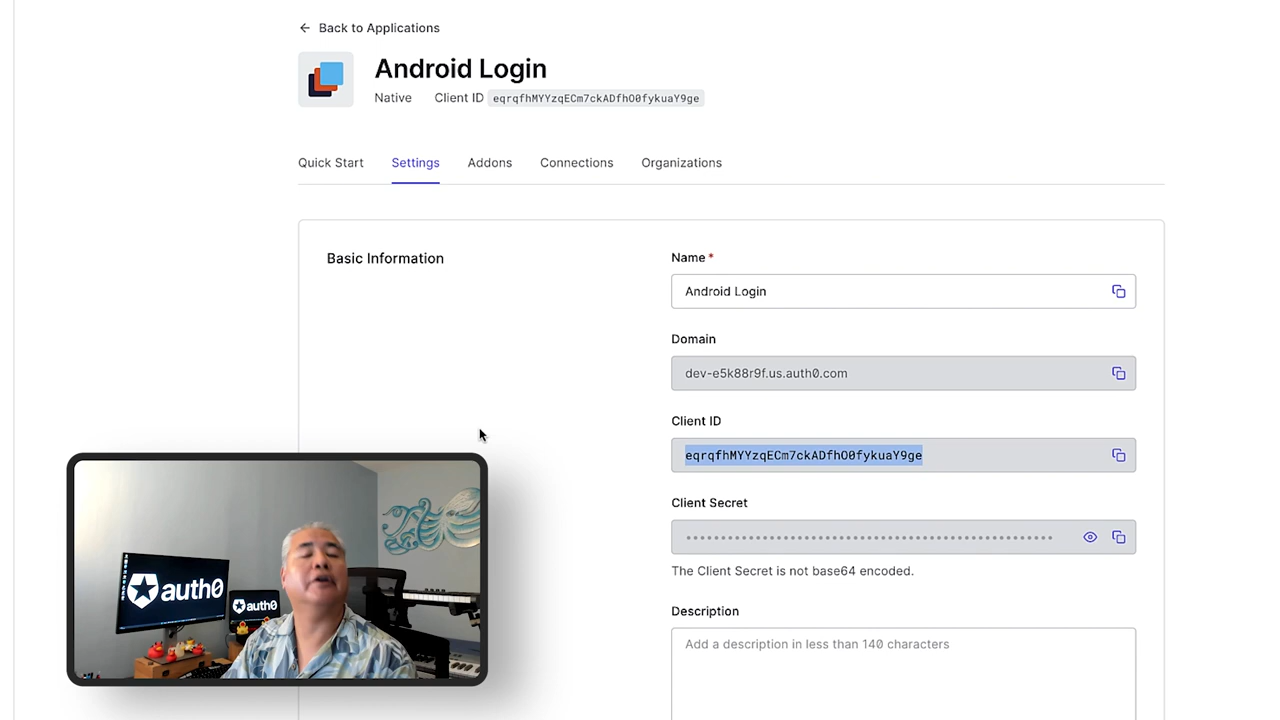 Back to Applications
Android Login
Native Client ID eqrqfhMYYzqECm7ckADfhO0fykuaY9ge
Quick Start Settings Addons Connections Organizations
Basic Information
Name *
Android Login
Domain
dev-e5k88r9f.us.auth0.com
Client ID
eqrqfhMYYzqECm7ckADfhO0fykuaY9ge
Client Secret
The Client Secret is not base64 encoded.
Description
Add a description in less than 140 characters
auth0
auth0